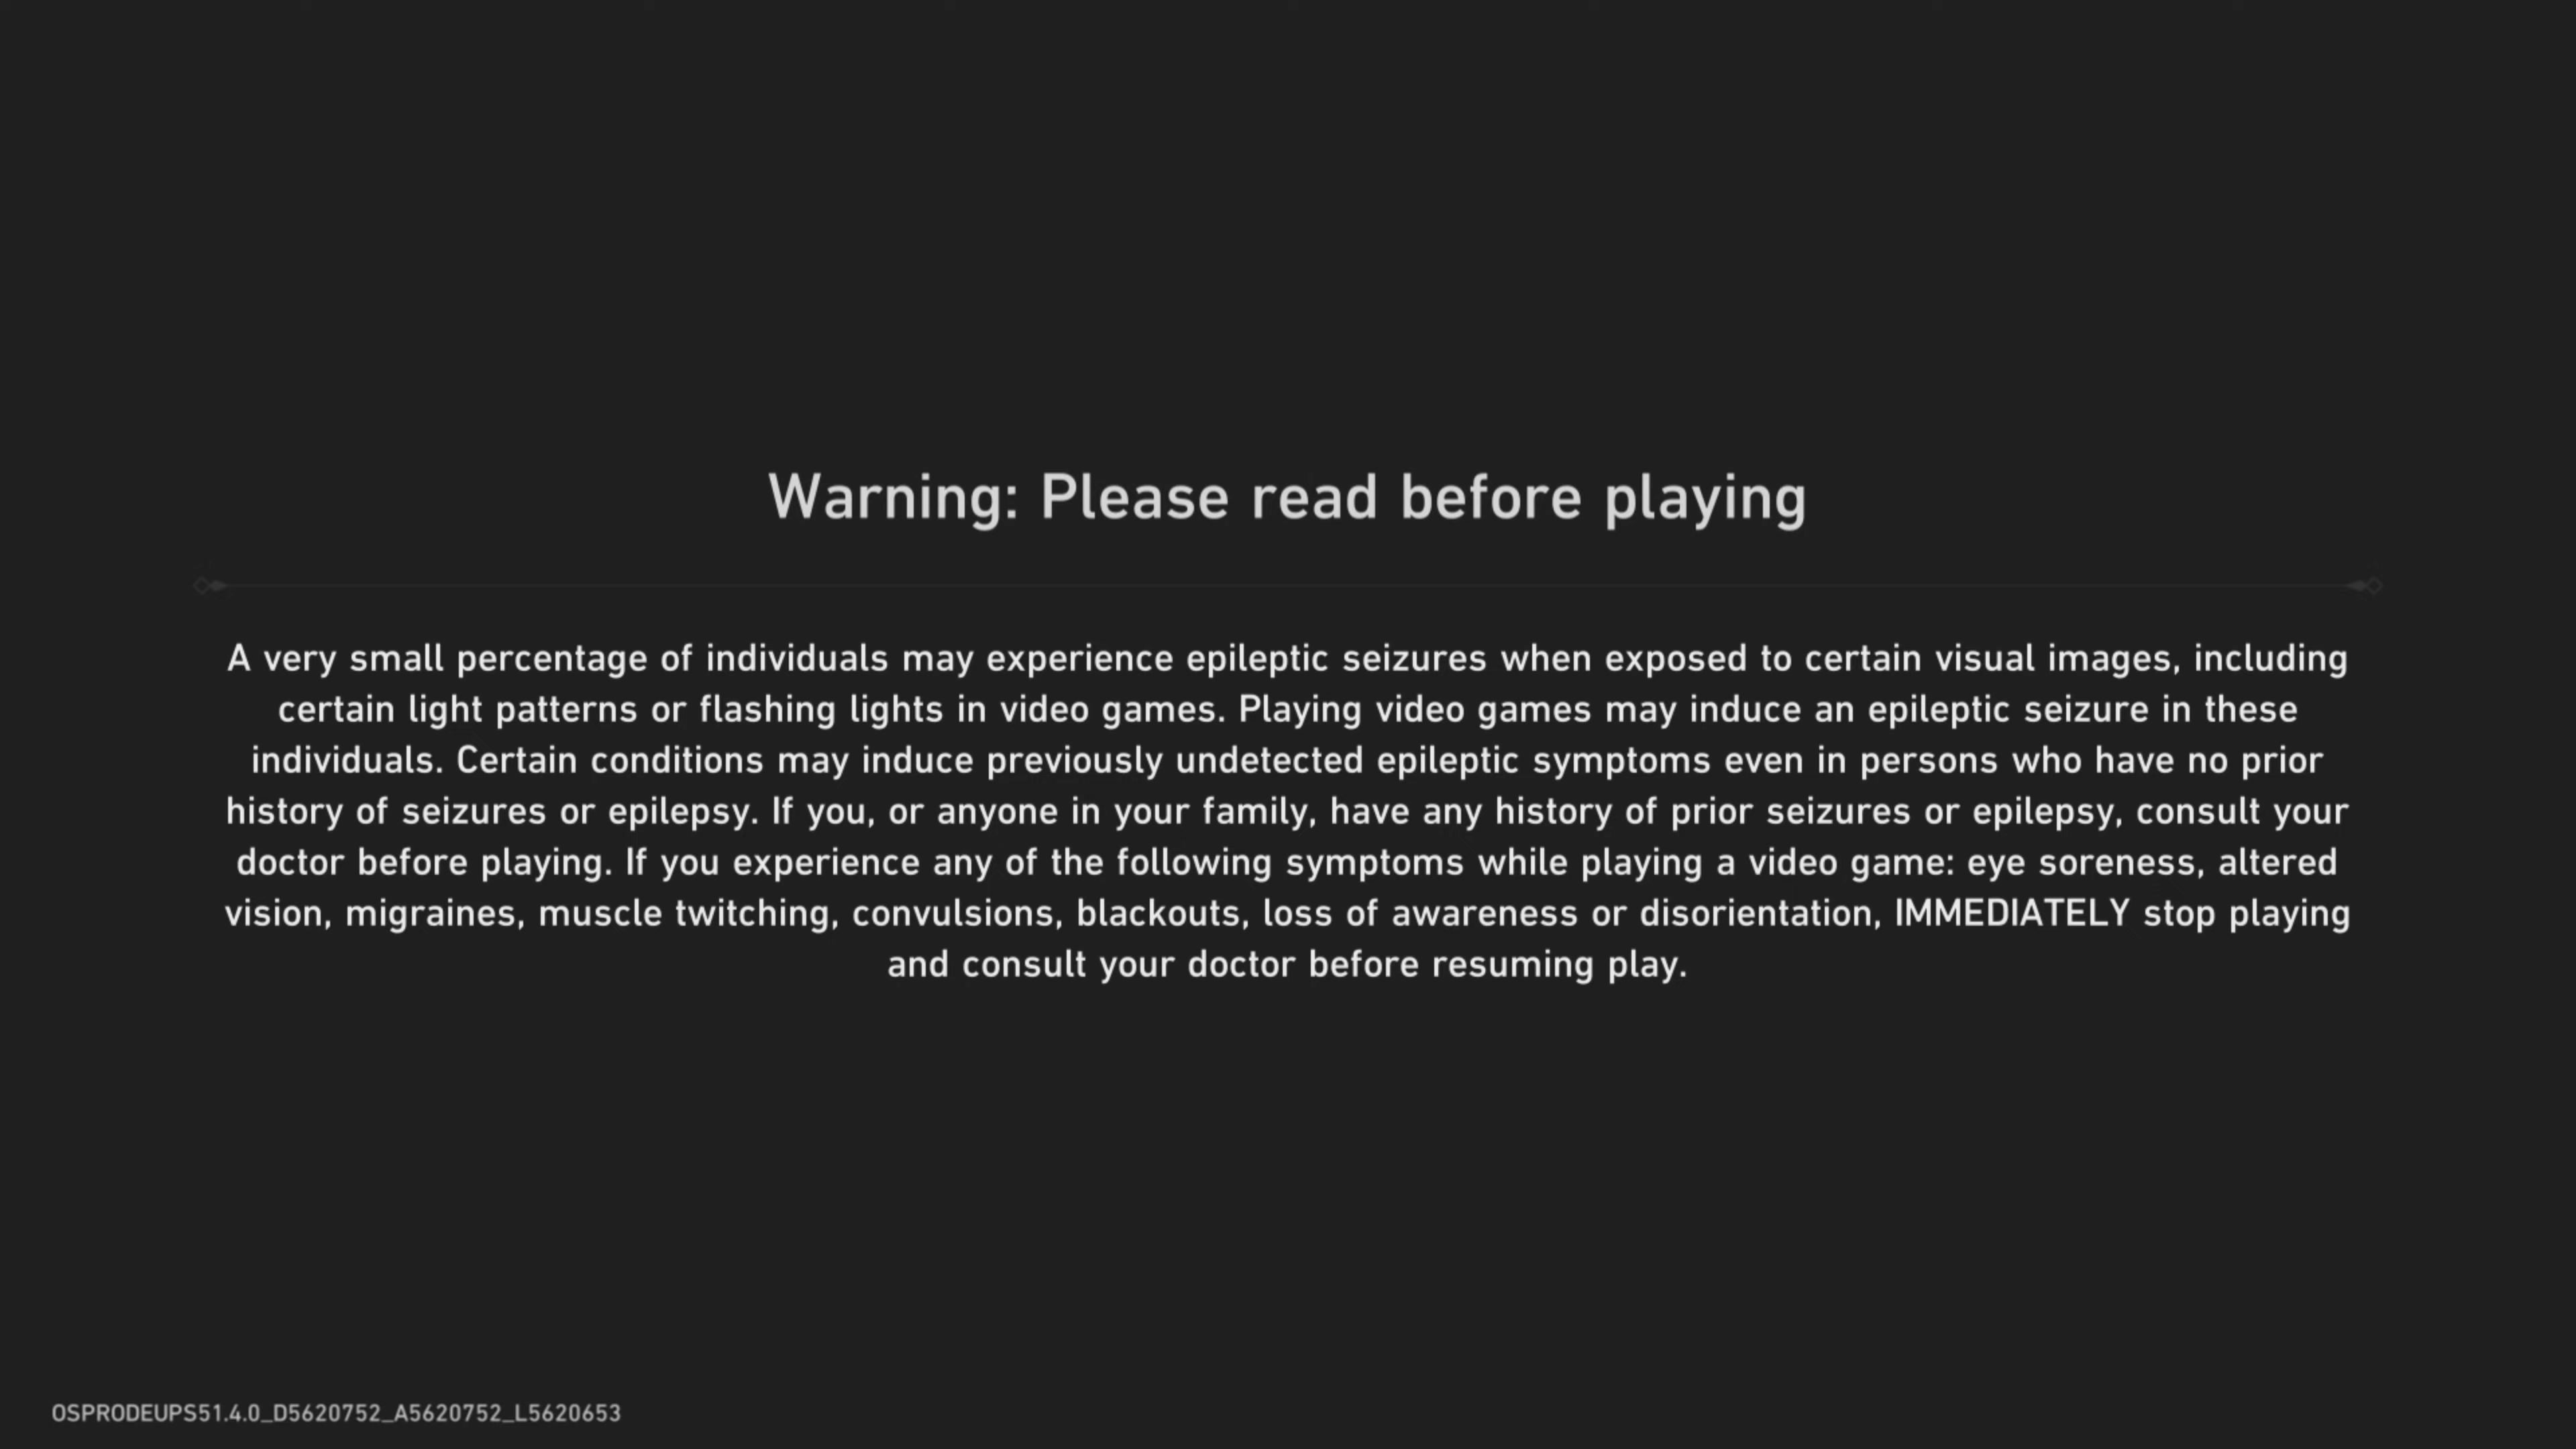 Warning: Please read before playing
A very small percentage of individuals may experience epileptic seizures when exposed to certain visual images, including
certain light patterns or flashing lights in video games. Playing video games may induce an epileptic seizure in these
individuals. Certain conditions may induce previously undetected epileptic symptoms even in persons who have no prior
history of seizures or epilepsy. If you, or anyone in your family, have any history of prior seizures or epilepsy, consult your
doctor before playing. If you experience any of the following symptoms while playing a video game: eye soreness, altered
vision, migraines, muscle twitching, convulsions, blackouts, loss of awareness or disorientation, IMMEDIATELY stop playing
and consult your doctor before resuming play.
OSPRODEUPS51.4.0_D5620752_A5620752_L5620653